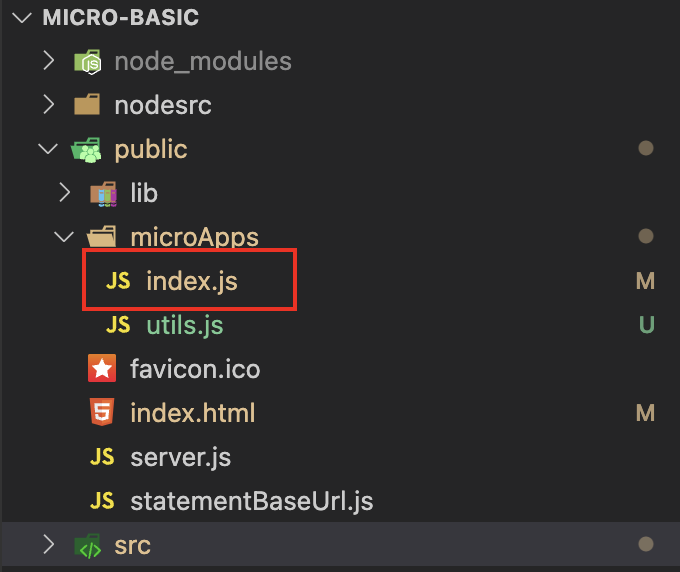 MICRO-BASIC
node_modules
nodesrc
public
lib
microApps
JS index.js M
JS utils.js U
favicon.ico
index.html M
JS server.js
JS statementBaseUrl.js
src